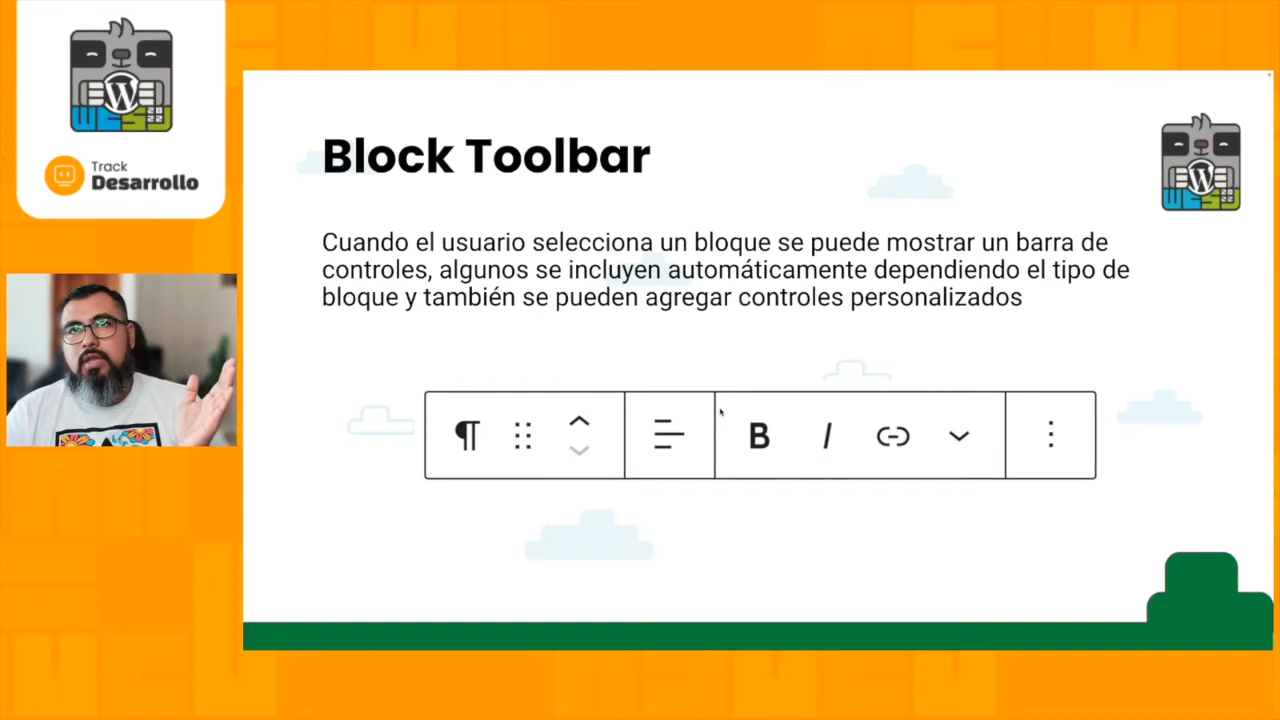 Track
Desarrollo
Block Toolbar
Cuando el usuario selecciona un bloque se puede mostrar un barra de
controles, algunos se incluyen automáticamente dependiendo el tipo de
bloque y también se pueden agregar controles personalizados
B I